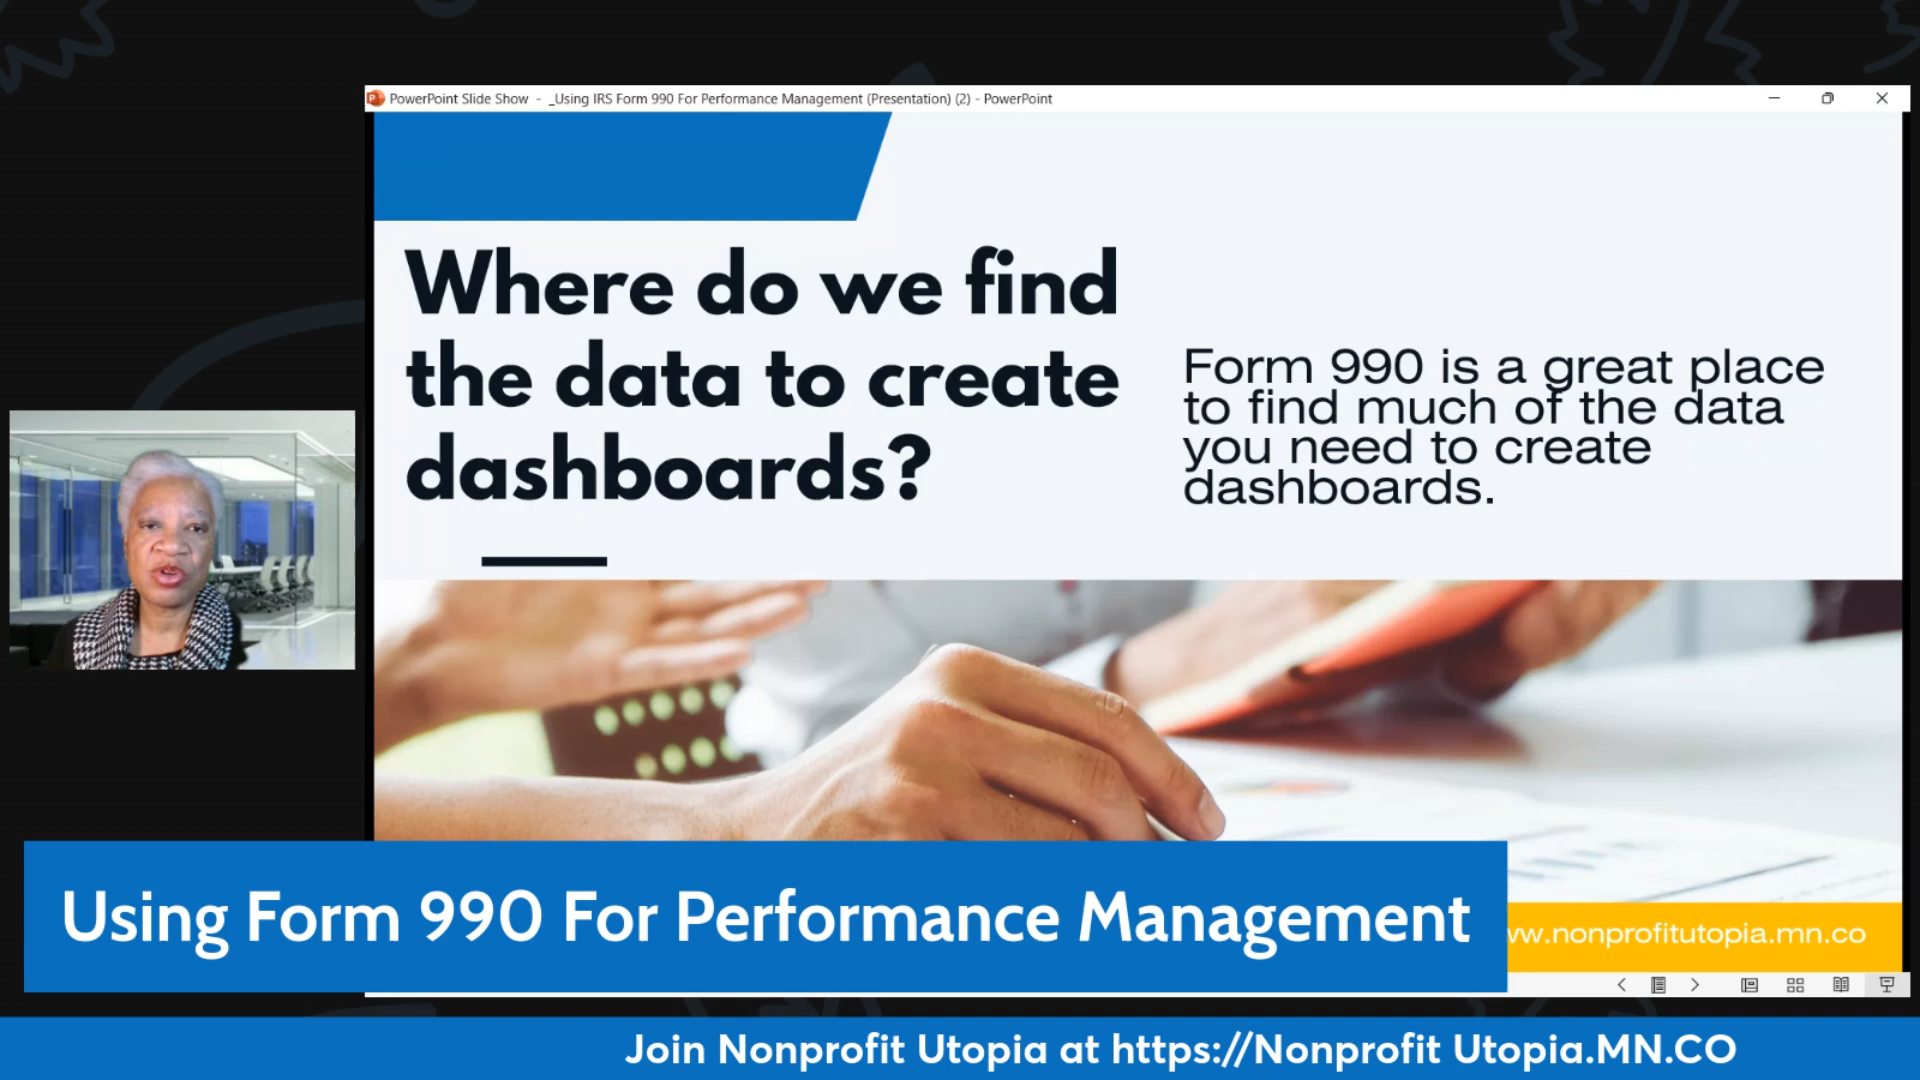 PowerPoint Slide Show - _Using IRS Form 990 For Performance Management (Presentation) (2) - PowerPoint
Where do we find
the data to create
dashboards?
Form 990 is a great place
to find much of the data
you need to create
dashboards.
Using Form 990 For Performance Management
w.nonprofitutopia.mn.co
Join Nonprofit Utopia at https://Nonprofit Utopia.MN.CO